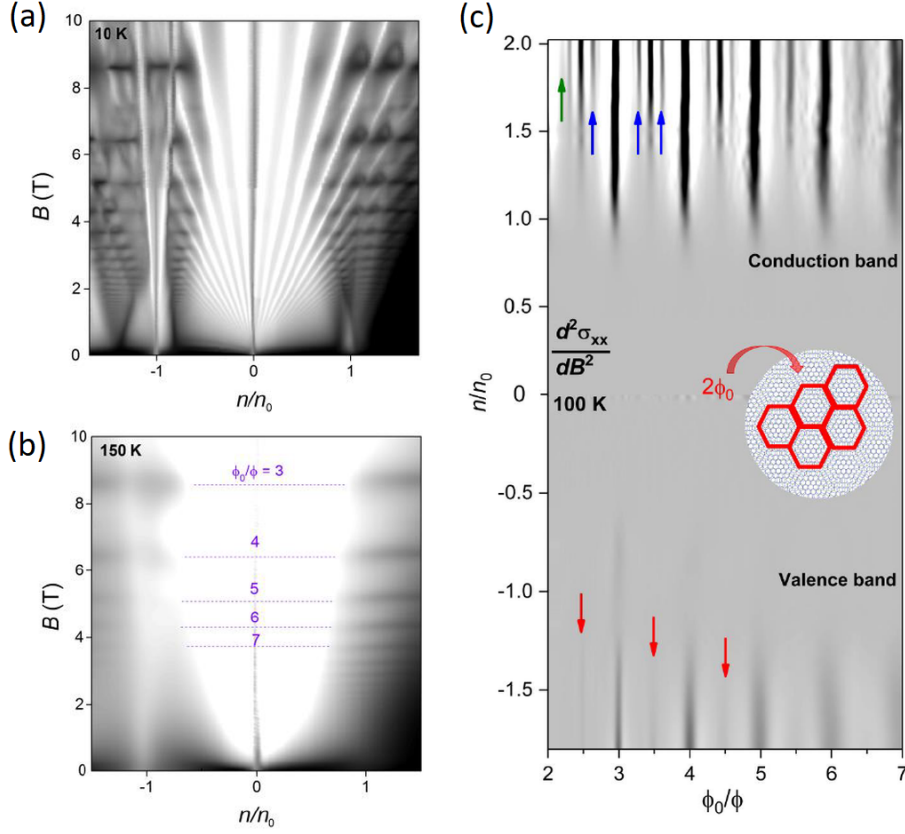 (a)
10 K
10
8
6
4
2
0
B (T)
-1
0
1
n/n₀
(b)
150 K
10
8
6
4
2
0
B (T)
ϕ₀/ϕ = 3
4
5
6
7
-1
0
1
n/n₀
(c)
2.0
1.5
1.0
0.5
0
-0.5
-1.0
-1.5
n/n₀
Conduction band
d²σxx
dB²
100 K
2ϕ₀
Valence band
2
3
4
5
6
7
ϕ₀/ϕ